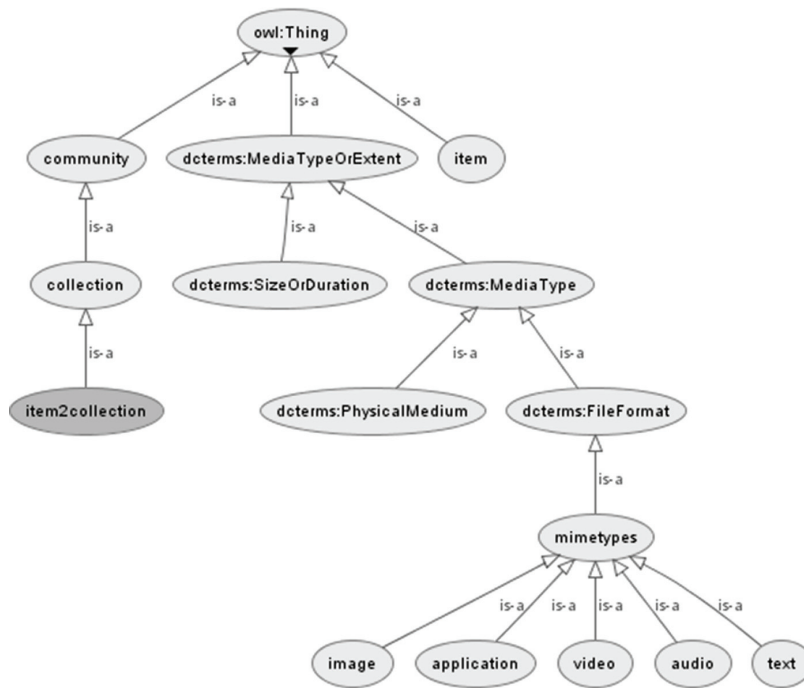 owl:Thing
is-a
is-a
is-a
community
dcterms:MediaTypeOrExtent
item
is-a
is-a
is-a
collection
dcterms:SizeOrDuration
dcterms:MediaType
is-a
is-a
is-a
item2collection
dcterms:PhysicalMedium
dcterms:FileFormat
is-a
mimetypes
is-a
is-a
is-a
is-a
is-a
image
application
video
audio
text